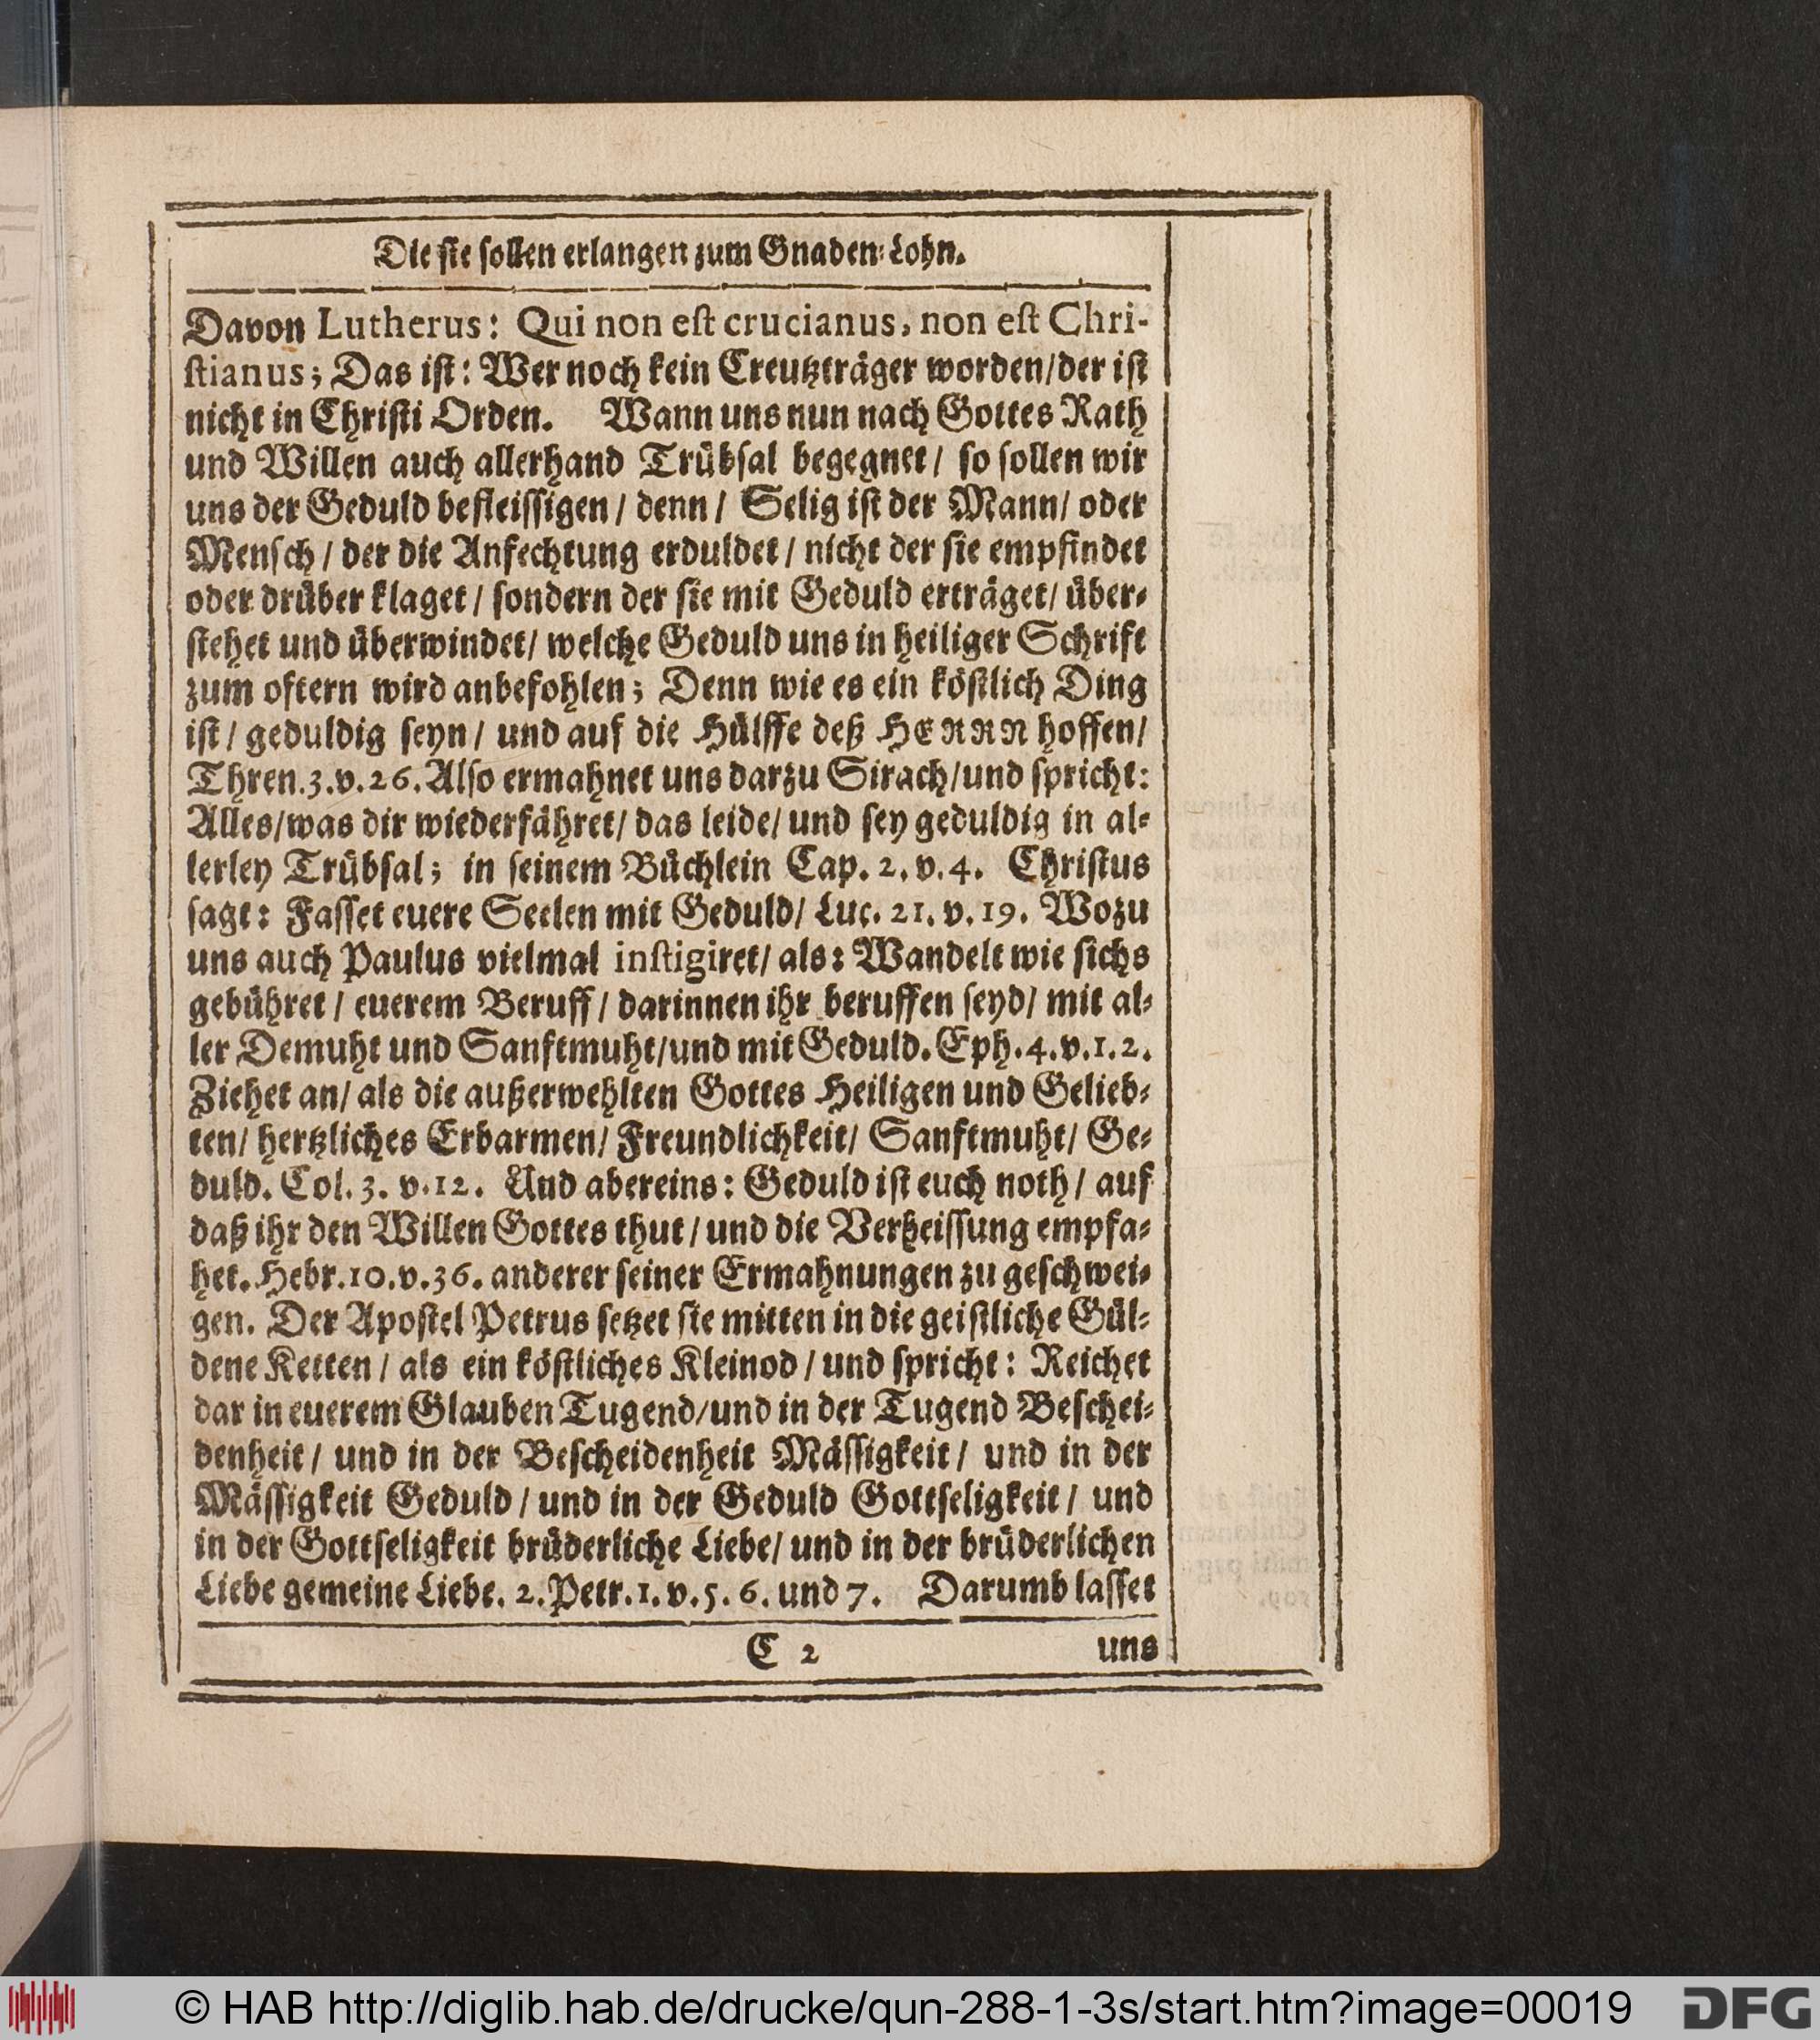 Die sie sollen erlangen zum Gnaden-Lohn.
Davon Lutherus: Qui non est crucianus, non est Chri-
stianus; Das ist: Wer noch kein Creutzträger worden/der ist
nicht in Christi Orden. Wann uns nun nach Gottes Rath
und Willen auch allerhand Trübsal begegnet/ so sollen wir
uns der Geduld befleissigen/ denn/ Selig ist der Mann/ oder
Mensch/ der die Anfechtung erduldet/ nicht der sie empfindet
oder drüber klaget/ sondern der sie mit Geduld erträget/ über-
stehet und überwindet/ welche Geduld uns in heiliger Schrift
zum oftern wird anbefohlen; Denn wie es ein köstlich Ding
ist/ geduldig seyn/ und auf die Hülffe deß HERRN hoffen/
Thren.3.v.26. Also ermahnet uns darzu Sirach/und spricht:
Alles/was dir wiederfähret/ das leide/ und sey geduldig in al-
lerley Trübsal; in seinem Büchlein Cap. 2. v. 4. Christus
sagt: Fasset euere Seelen mit Geduld/ Luc. 21. v. 19. Wozu
uns auch Paulus vielmal instigiret/ als: Wandelt wie sichs
gebühret/ euerem Beruff/ darinnen ihr beruffen seyd/ mit al-
ler Demuht und Sanftmuht/und mit Geduld. Eph.4.v.1.2.
Ziehet an/ als die außerwehlten Gottes Heiligen und Gelieb-
ten/ hertzliches Erbarmen/ Freundlichkeit/ Sanftmuht/ Ge-
duld. Col. 3. v. 12. Und abereins: Geduld ist euch noth/ auf
daß ihr den Willen Gottes thut/ und die Verheissung empfa-
het. Hebr.10.v.36. anderer seiner Ermahnungen zu geschwei-
gen. Der Apostel Petrus setzet sie mitten in die geistliche Gül-
dene Ketten/ als ein köstliches Kleinod/ und spricht: Reichet
dar in euerem Glauben Tugend/und in der Tugend Beschei-
denheit/ und in der Bescheidenheit Mässigkeit/ und in der
Mässigkeit Geduld/ und in der Geduld Gottseligkeit/ und
in der Gottseligkeit brüderliche Liebe/ und in der brüderlichen
Liebe gemeine Liebe. 2. Petr. 1. v. 5. 6. und 7. Darumb lasset
C 2 uns
© HAB http://diglib.hab.de/drucke/qun-288-1-3s/start.htm?image=00019
DFG